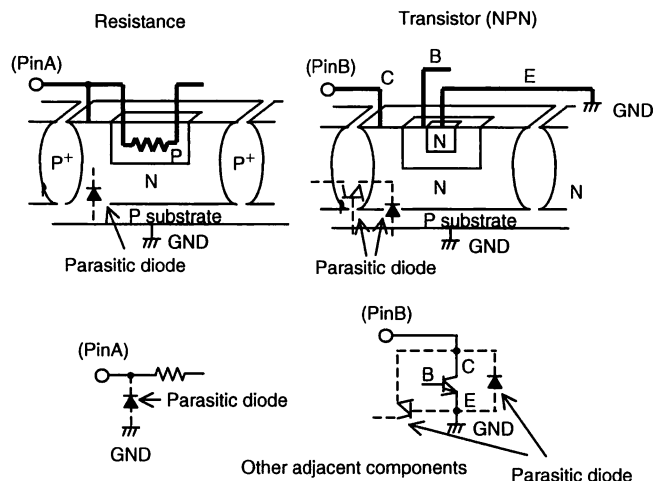 Resistance
Transistor (NPN)
(PinA)
(PinB)
C
B
E
GND
P+
P
P+
N
N
N
N
P substrate
P substrate
GND
GND
Parasitic diode
Parasitic diode
(PinA)
Parasitic diode
GND
(PinB)
C
B
E
GND
Other adjacent components
Parasitic diode